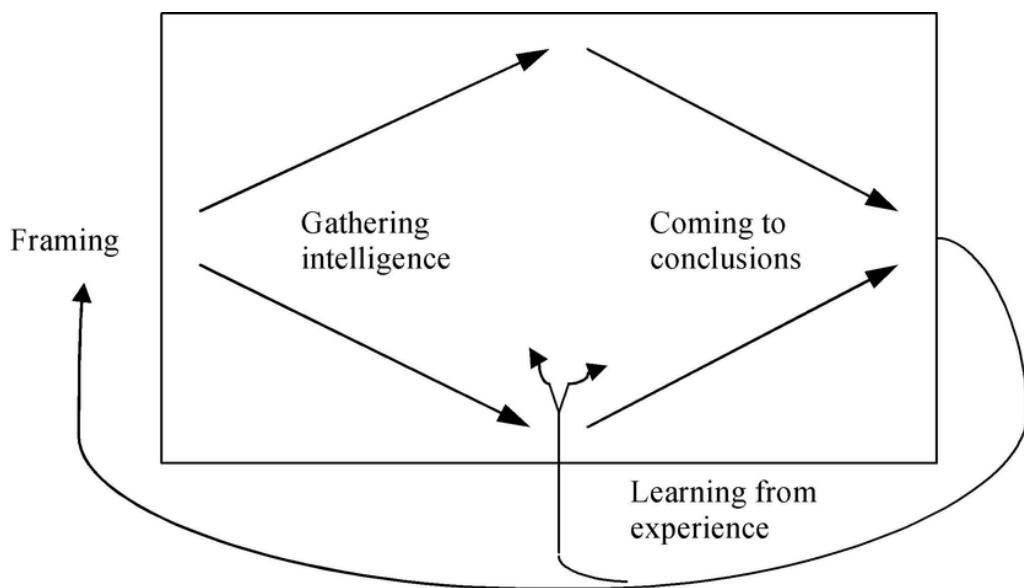 Framing
Gathering
intelligence
Coming to
conclusions
Learning from
experience